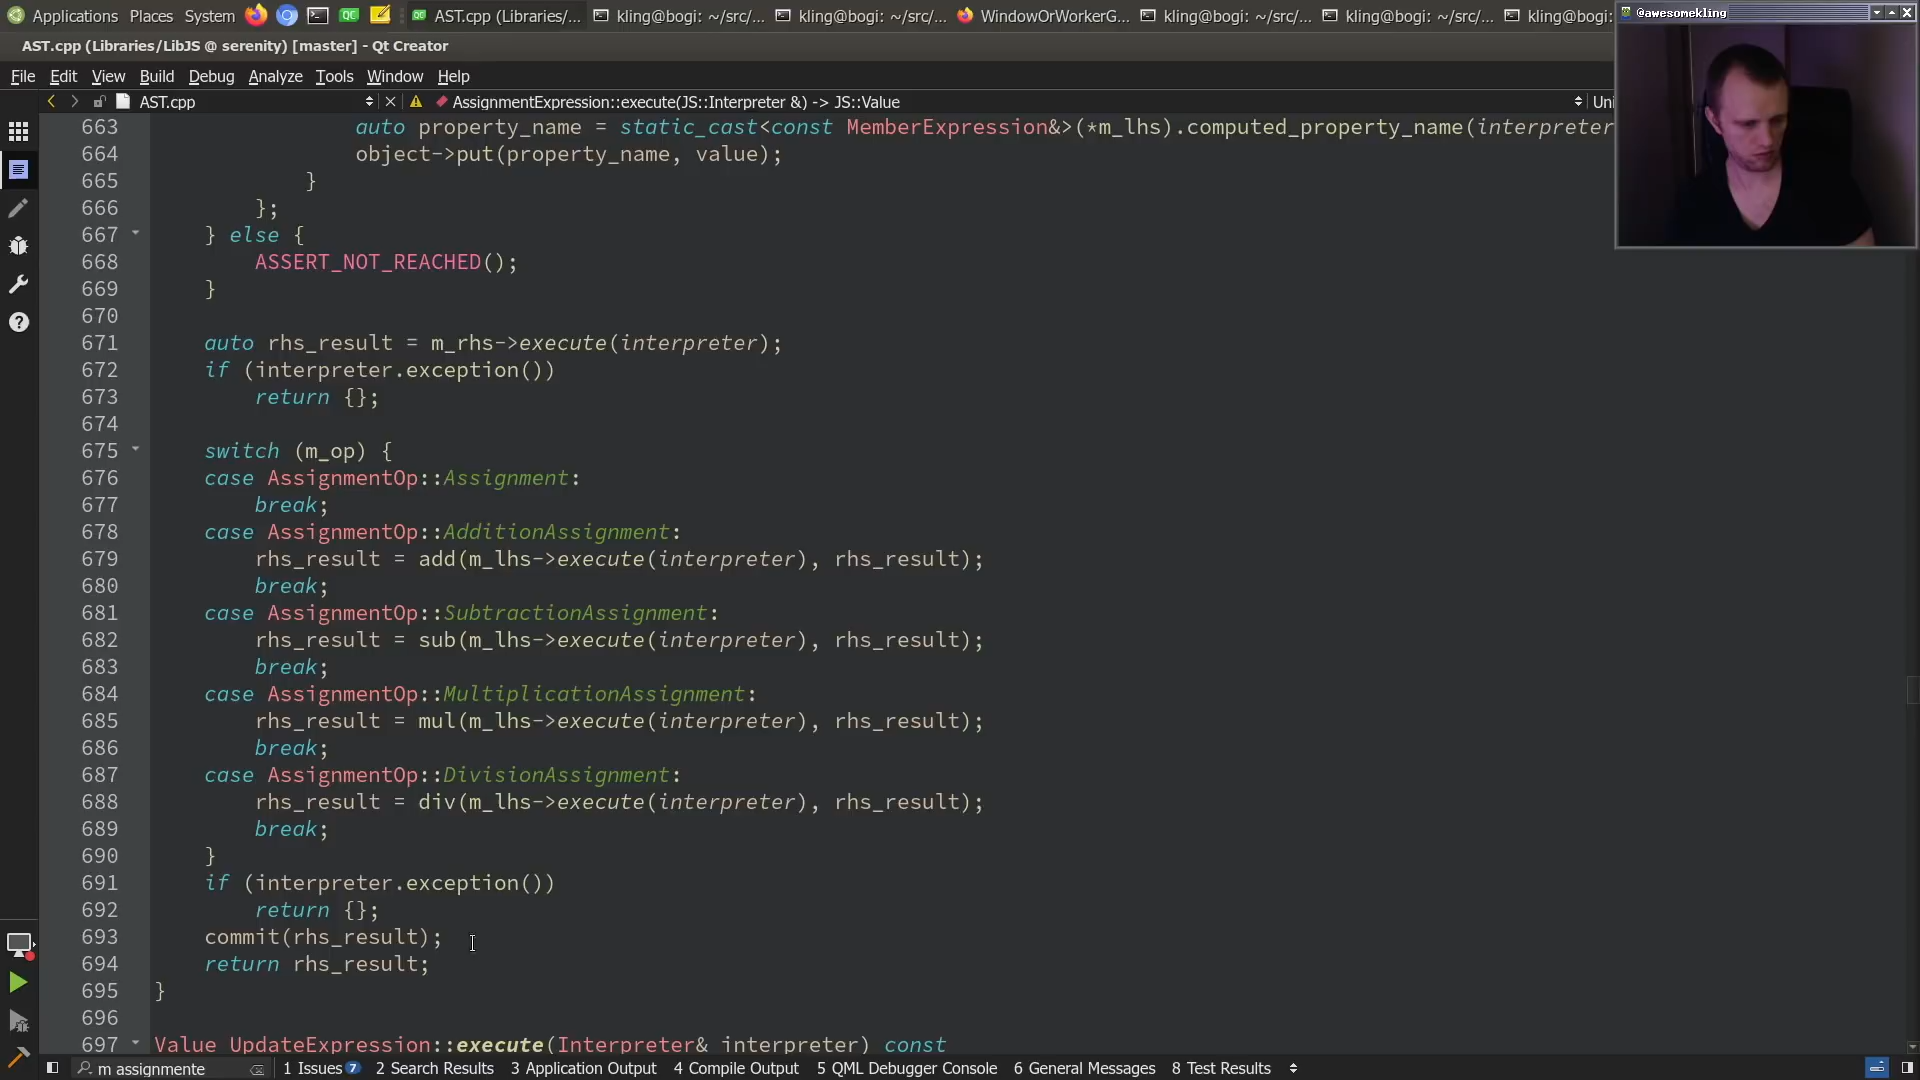 Applications Places System AST.cpp (Libraries/... kling@bogi: ~/src/... kling@bogi: ~/src/... WindowOrWorkerG... kling@bogi: ~/src/... kling@bogi: ~/src/... kling@bogi:
@awesomekling
AST.cpp (Libraries/LibJS @ serenity) [master] - Qt Creator
File Edit View Build Debug Analyze Tools Window Help
AST.cpp AssignmentExpression::execute(JS::Interpreter &) -> JS::Value Uni
663 auto property_name = static_cast<const MemberExpression&>(*m_lhs).computed_property_name(interpreter
664 object->put(property_name, value);
665 }
666 };
667 } else {
668 ASSERT_NOT_REACHED();
669 }
670
671 auto rhs_result = m_rhs->execute(interpreter);
672 if (interpreter.exception())
673 return {};
674
675 switch (m_op) {
676 case AssignmentOp::Assignment:
677 break;
678 case AssignmentOp::AdditionAssignment:
679 rhs_result = add(m_lhs->execute(interpreter), rhs_result);
680 break;
681 case AssignmentOp::SubtractionAssignment:
682 rhs_result = sub(m_lhs->execute(interpreter), rhs_result);
683 break;
684 case AssignmentOp::MultiplicationAssignment:
685 rhs_result = mul(m_lhs->execute(interpreter), rhs_result);
686 break;
687 case AssignmentOp::DivisionAssignment:
688 rhs_result = div(m_lhs->execute(interpreter), rhs_result);
689 break;
690 }
691 if (interpreter.exception())
692 return {};
693 commit(rhs_result);
694 return rhs_result;
695 }
696
697 Value UpdateExpression::execute(Interpreter& interpreter) const
m assignmente 1 Issues 7 2 Search Results 3 Application Output 4 Compile Output 5 QML Debugger Console 6 General Messages 8 Test Results